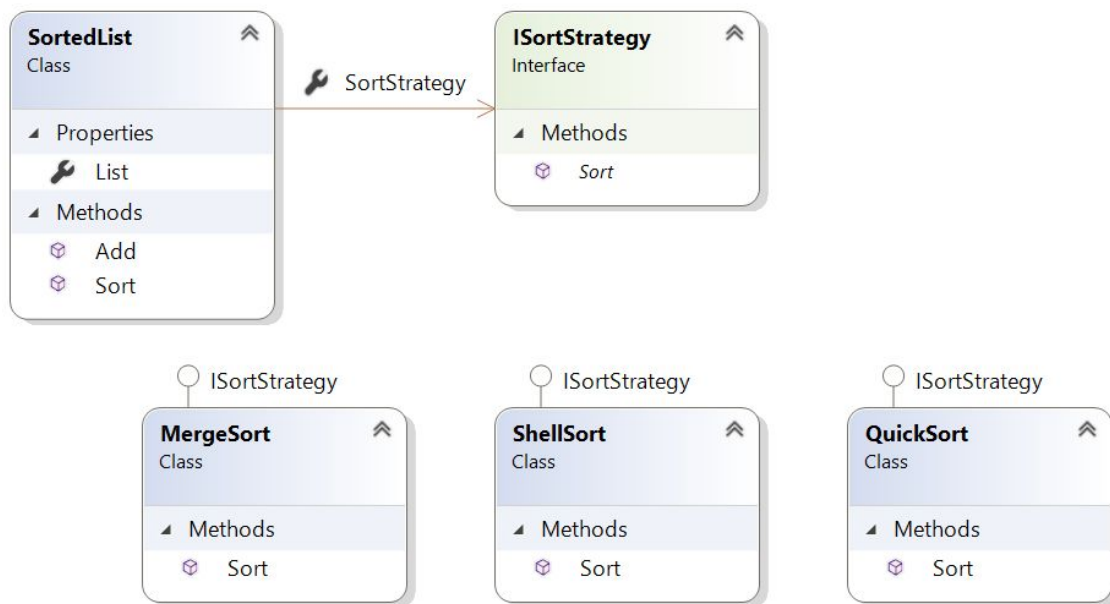 SortedList
Class
Properties
List
Methods
Add
Sort
SortStrategy
ISortStrategy
Interface
Methods
Sort
ISortStrategy
MergeSort
Class
Methods
Sort
ISortStrategy
ShellSort
Class
Methods
Sort
ISortStrategy
QuickSort
Class
Methods
Sort